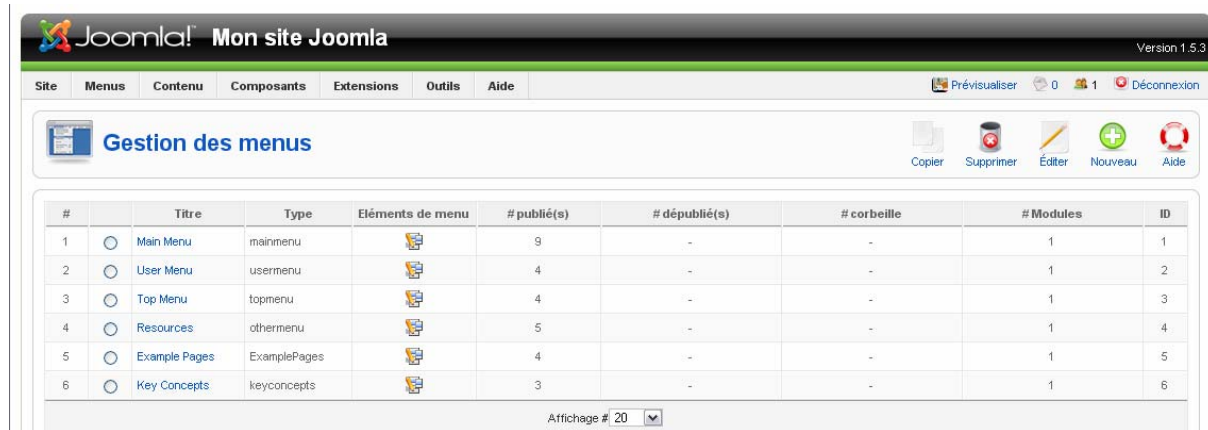 Joomla! Mon site Joomla
Version 1.5.3
Site Menus Contenu Composants Extensions Outils Aide Prévisualiser 0 1 Déconnexion
Gestion des menus
Copier Supprimer Éditer Nouveau Aide
# Titre Type Eléments de menu # publié(s) # dépublié(s) # corbeille # Modules ID
1 Main Menu mainmenu 9 - - 1 1
2 User Menu usermenu 4 - - 1 2
3 Top Menu topmenu 4 - - 1 3
4 Resources othermenu 5 - - 1 4
5 Example Pages ExamplePages 4 - - 1 5
6 Key Concepts keyconcepts 3 - - 1 6
Affichage # 20